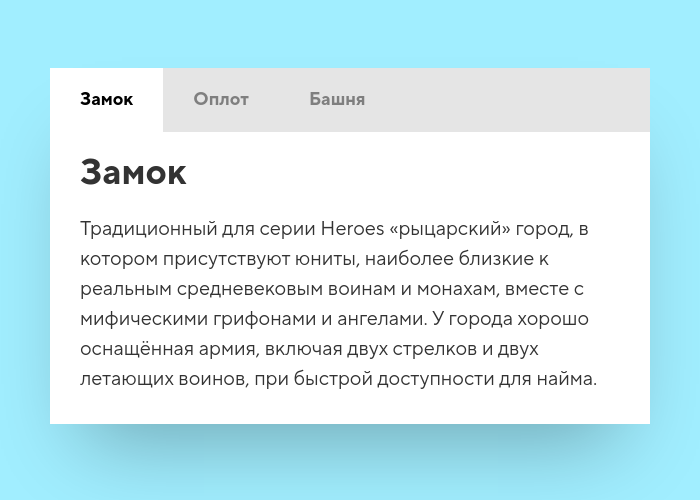 Замок Оплот Башня
Замок
Традиционный для серии Heroes «рыцарский» город, в
котором присутствуют юниты, наиболее близкие к
реальным средневековым воинам и монахам, вместе с
мифическими грифонами и ангелами. У города хорошо
оснащённая армия, включая двух стрелков и двух
летающих воинов, при быстрой доступности для найма.